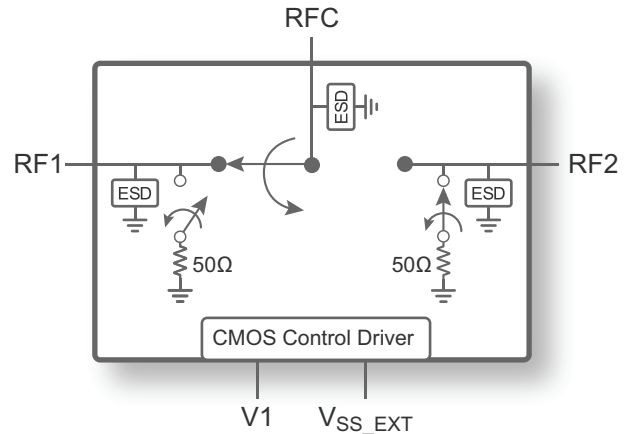 RFC
ESD
RF1
RF2
ESD
ESD
50Ω
50Ω
CMOS Control Driver
V1
VSS_EXT